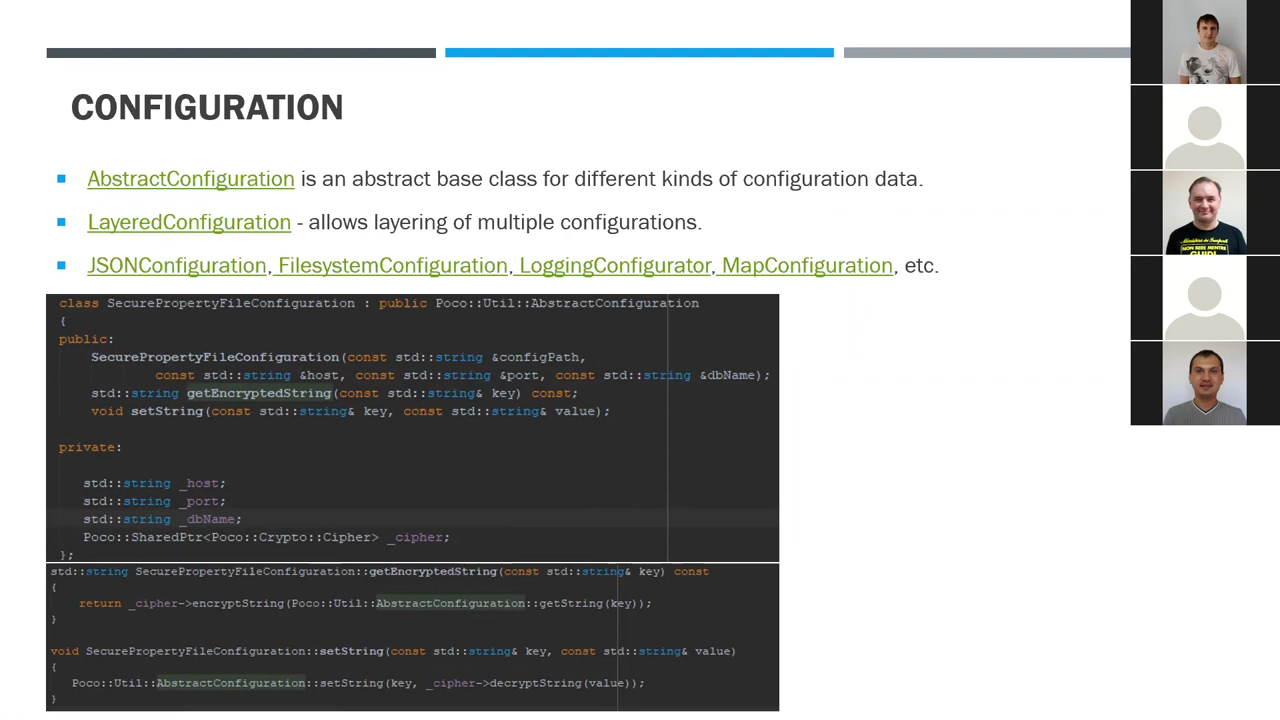 CONFIGURATION
AbstractConfiguration is an abstract base class for different kinds of configuration data.
LayeredConfiguration - allows layering of multiple configurations.
JSONConfiguration, FilesystemConfiguration, LoggingConfigurator, MapConfiguration, etc.
class SecurePropertyFileConfiguration : public Poco::Util::AbstractConfiguration
{
public:
SecurePropertyFileConfiguration(const std::string &configPath,
const std::string &host, const std::string &port, const std::string &dbName);
std::string getEncryptedString(const std::string& key) const;
void setString(const std::string& key, const std::string& value);
private:
std::string _host;
std::string _port;
std::string _dbName;
Poco::SharedPtr<Poco::Crypto::Cipher> _cipher;
};
std::string SecurePropertyFileConfiguration::getEncryptedString(const std::string& key) const
{
return _cipher->encryptString(Poco::Util::AbstractConfiguration::getString(key));
}
void SecurePropertyFileConfiguration::setString(const std::string& key, const std::string& value)
{
Poco::Util::AbstractConfiguration::setString(key, _cipher->decryptString(value));
}